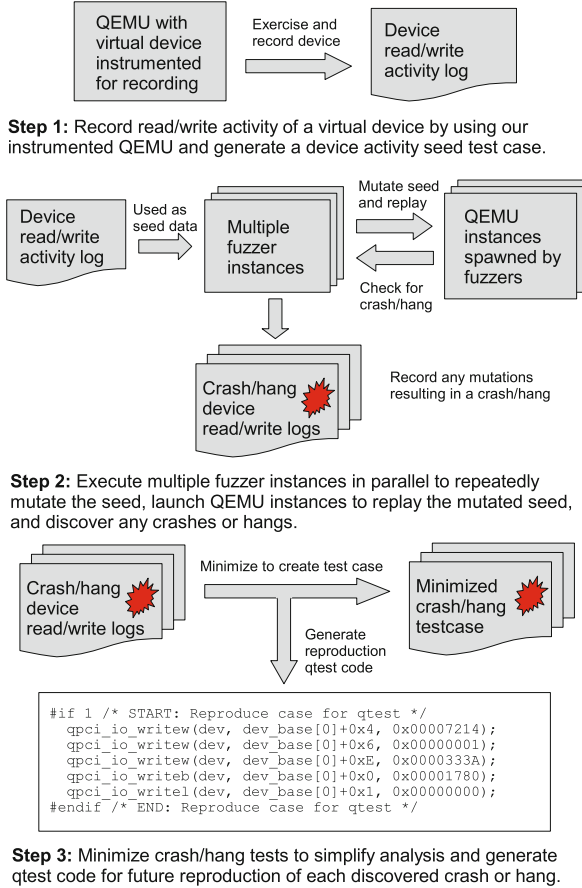 QEMU with
virtual device
instrumented
for recording
Exercise and
record device
Device
read/write
activity log
Step 1: Record read/write activity of a virtual device by using our
instrumented QEMU and generate a device activity seed test case.
Device
read/write
activity log
Used as
seed data
Multiple
fuzzer
instances
Mutate seed
and replay
QEMU
instances
spawned by
fuzzers
Check for
crash/hang
Crash/hang
device
read/write logs
Record any mutations
resulting in a crash/hang
Step 2: Execute multiple fuzzer instances in parallel to repeatedly
mutate the seed, launch QEMU instances to replay the mutated seed,
and discover any crashes or hangs.
Crash/hang
device
read/write logs
Minimize to create test case
Minimized
crash/hang
testcase
Generate
reproduction
qtest code
#if 1 /* START: Reproduce case for qtest */
qpci_io_writew(dev, dev_base[0]+0x4, 0x00007214);
qpci_io_writew(dev, dev_base[0]+0x6, 0x00000001);
qpci_io_writew(dev, dev_base[0]+0xE, 0x0000333A);
qpci_io_writeb(dev, dev_base[0]+0x0, 0x00001780);
qpci_io_writel(dev, dev_base[0]+0x1, 0x00000000);
#endif /* END: Reproduce case for qtest */
Step 3: Minimize crash/hang tests to simplify analysis and generate
qtest code for future reproduction of each discovered crash or hang.